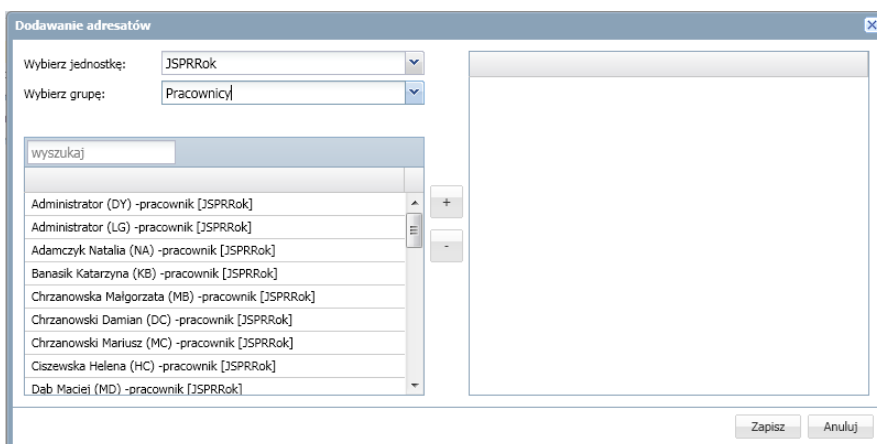 Dodawanie adresatów
Wybierz jednostkę: JSPRRok
Wybierz grupę: Pracownicy
wyszukaj
Administrator (DY) -pracownik [JSPRRok]
Administrator (LG) -pracownik [JSPRRok]
Adamczyk Natalia (NA) -pracownik [JSPRRok]
Banasik Katarzyna (KB) -pracownik [JSPRRok]
Chrzanowska Małgorzata (MB) -pracownik [JSPRRok]
Chrzanowski Damian (DC) -pracownik [JSPRRok]
Chrzanowski Mariusz (MC) -pracownik [JSPRRok]
Ciszewska Helena (HC) -pracownik [JSPRRok]
Dąb Maciej (MD) -pracownik [JSPRRok]
+
-
Zapisz Anuluj